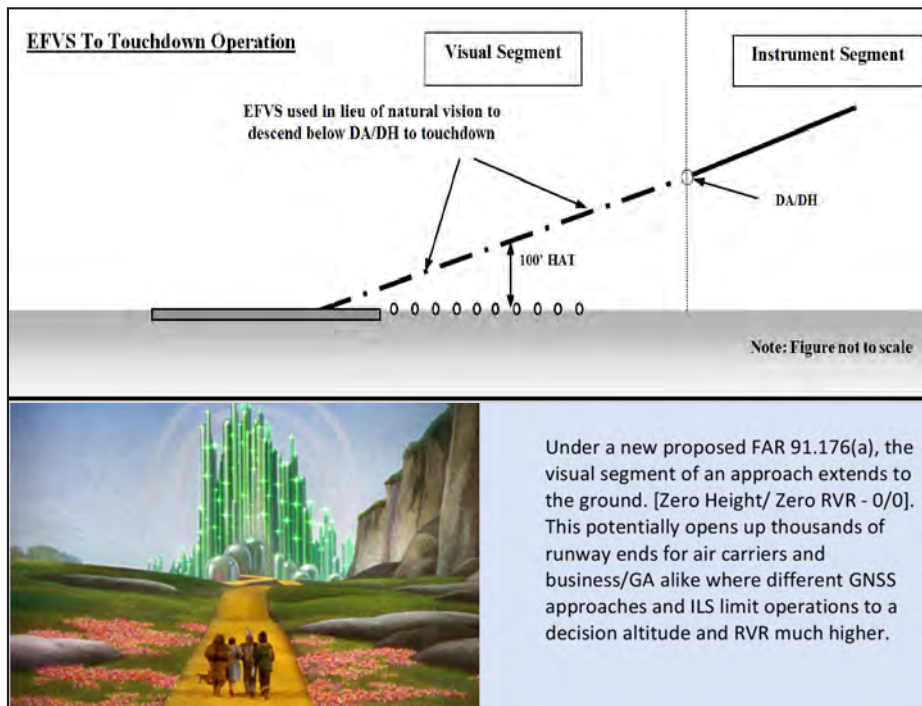 EFVS To Touchdown Operation
Visual Segment
Instrument Segment
EFVS used in lieu of natural vision to
descend below DA/DH to touchdown
DA/DH
100' HAT
Note: Figure not to scale
Under a new proposed FAR 91.176(a), the
visual segment of an approach extends to
the ground. [Zero Height/ Zero RVR - 0/0].
This potentially opens up thousands of
runway ends for air carriers and
business/GA alike where different GNSS
approaches and ILS limit operations to a
decision altitude and RVR much higher.